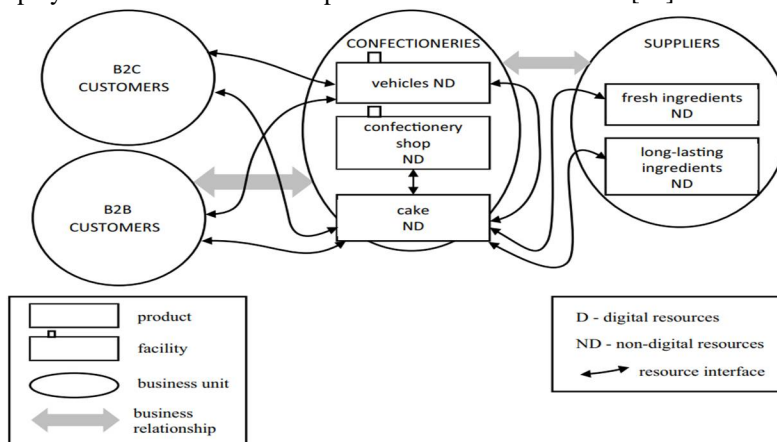 B2C
CUSTOMERS
B2B
CUSTOMERS
CONFECTIONERIES
vehicles ND
confectionery
shop
ND
cake
ND
SUPPLIERS
fresh ingredients
ND
long-lasting
ingredients
ND
product
facility
business unit
business
relationship
D - digital resources
ND - non-digital resources
resource interface